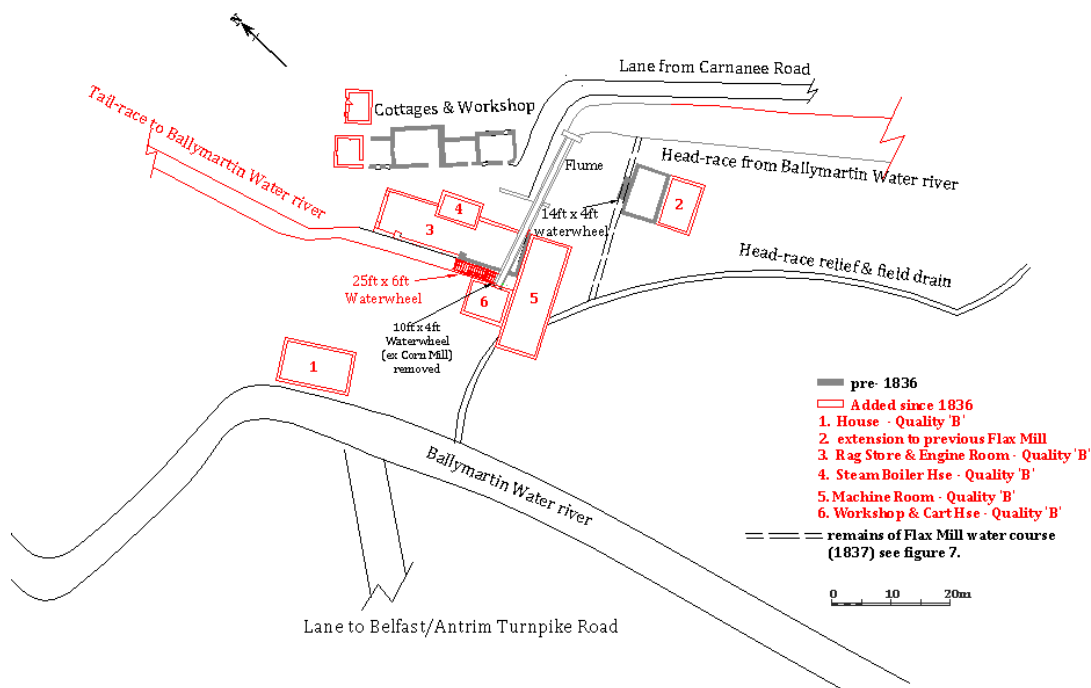 N
Lane from Carnanee Road
Tail-race to Ballymartin Water river
Cottages & Workshop
Flume
Head-race from Ballymartin Water river
14ft x 4ft
waterwheel
2
4
3
Head-race relief & field drain
25ft x 6ft
Waterwheel
6
5
10ft x 4ft
Waterwheel
(ex Corn Mill)
removed
1
Ballymartin Water river
Lane to Belfast/Antrim Turnpike Road
pre- 1836
Added since 1836
1. House - Quality 'B'
2. extension to previous Flax Mill
3. Rag Store & Engine Room - Quality 'B'
4. Steam Boiler Hse - Quality 'B'
5. Machine Room - Quality 'B'
6. Workshop & Cart Hse - Quality 'B'
remains of Flax Mill water course
(1837) see figure 7.
0 10 20m